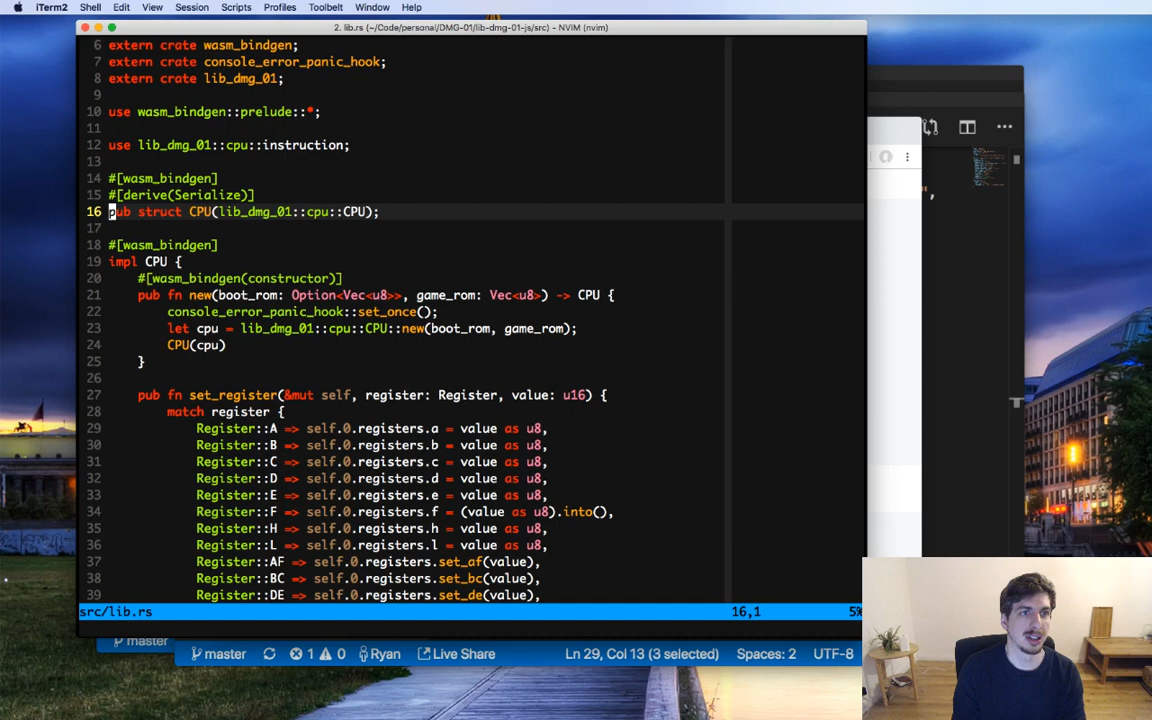 iTerm2 Shell Edit View Session Scripts Profiles Toolbelt Window Help
2. lib.rs (~/Code/personal/DMG-01/lib-dmg-01-js/src) - NVIM (nvim)
6 extern crate wasm_bindgen;
7 extern crate console_error_panic_hook;
8 extern crate lib_dmg_01;
9
10 use wasm_bindgen::prelude::*;
11
12 use lib_dmg_01::cpu::instruction;
13
14 #[wasm_bindgen]
15 #[derive(Serialize)]
16 pub struct CPU(lib_dmg_01::cpu::CPU);
17
18 #[wasm_bindgen]
19 impl CPU {
20 #[wasm_bindgen(constructor)]
21 pub fn new(boot_rom: Option<Vec<u8>>, game_rom: Vec<u8>) -> CPU {
22 console_error_panic_hook::set_once();
23 let cpu = lib_dmg_01::cpu::CPU::new(boot_rom, game_rom);
24 CPU(cpu)
25 }
26
27 pub fn set_register(&mut self, register: Register, value: u16) {
28 match register {
29 Register::A => self.0.registers.a = value as u8,
30 Register::B => self.0.registers.b = value as u8,
31 Register::C => self.0.registers.c = value as u8,
32 Register::D => self.0.registers.d = value as u8,
33 Register::E => self.0.registers.e = value as u8,
34 Register::F => self.0.registers.f = (value as u8).into(),
35 Register::H => self.0.registers.h = value as u8,
36 Register::L => self.0.registers.l = value as u8,
37 Register::AF => self.0.registers.set_af(value),
38 Register::BC => self.0.registers.set_bc(value),
39 Register::DE => self.0.registers.set_de(value),
src/lib.rs 16,1 5%
master
master 1 0 Ryan Live Share Ln 29, Col 13 (3 selected) Spaces: 2 UTF-8
",